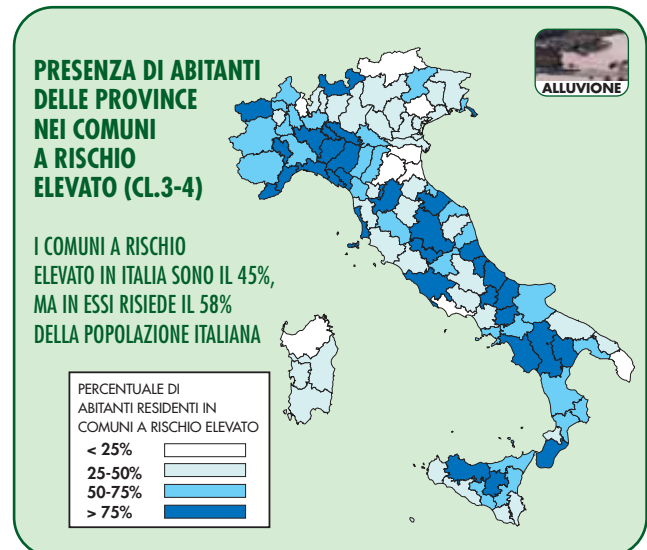 PRESENZA DI ABITANTI
DELLE PROVINCE
NEI COMUNI
A RISCHIO
ELEVATO (CL.3-4)
ALLUVIONE
I COMUNI A RISCHIO
ELEVATO IN ITALIA SONO IL 45%,
MA IN ESSI RISIEDE IL 58%
DELLA POPOLAZIONE ITALIANA
PERCENTUALE DI
ABITANTI RESIDENTI IN
COMUNI A RISCHIO ELEVATO
< 25%
25-50%
50-75%
> 75%